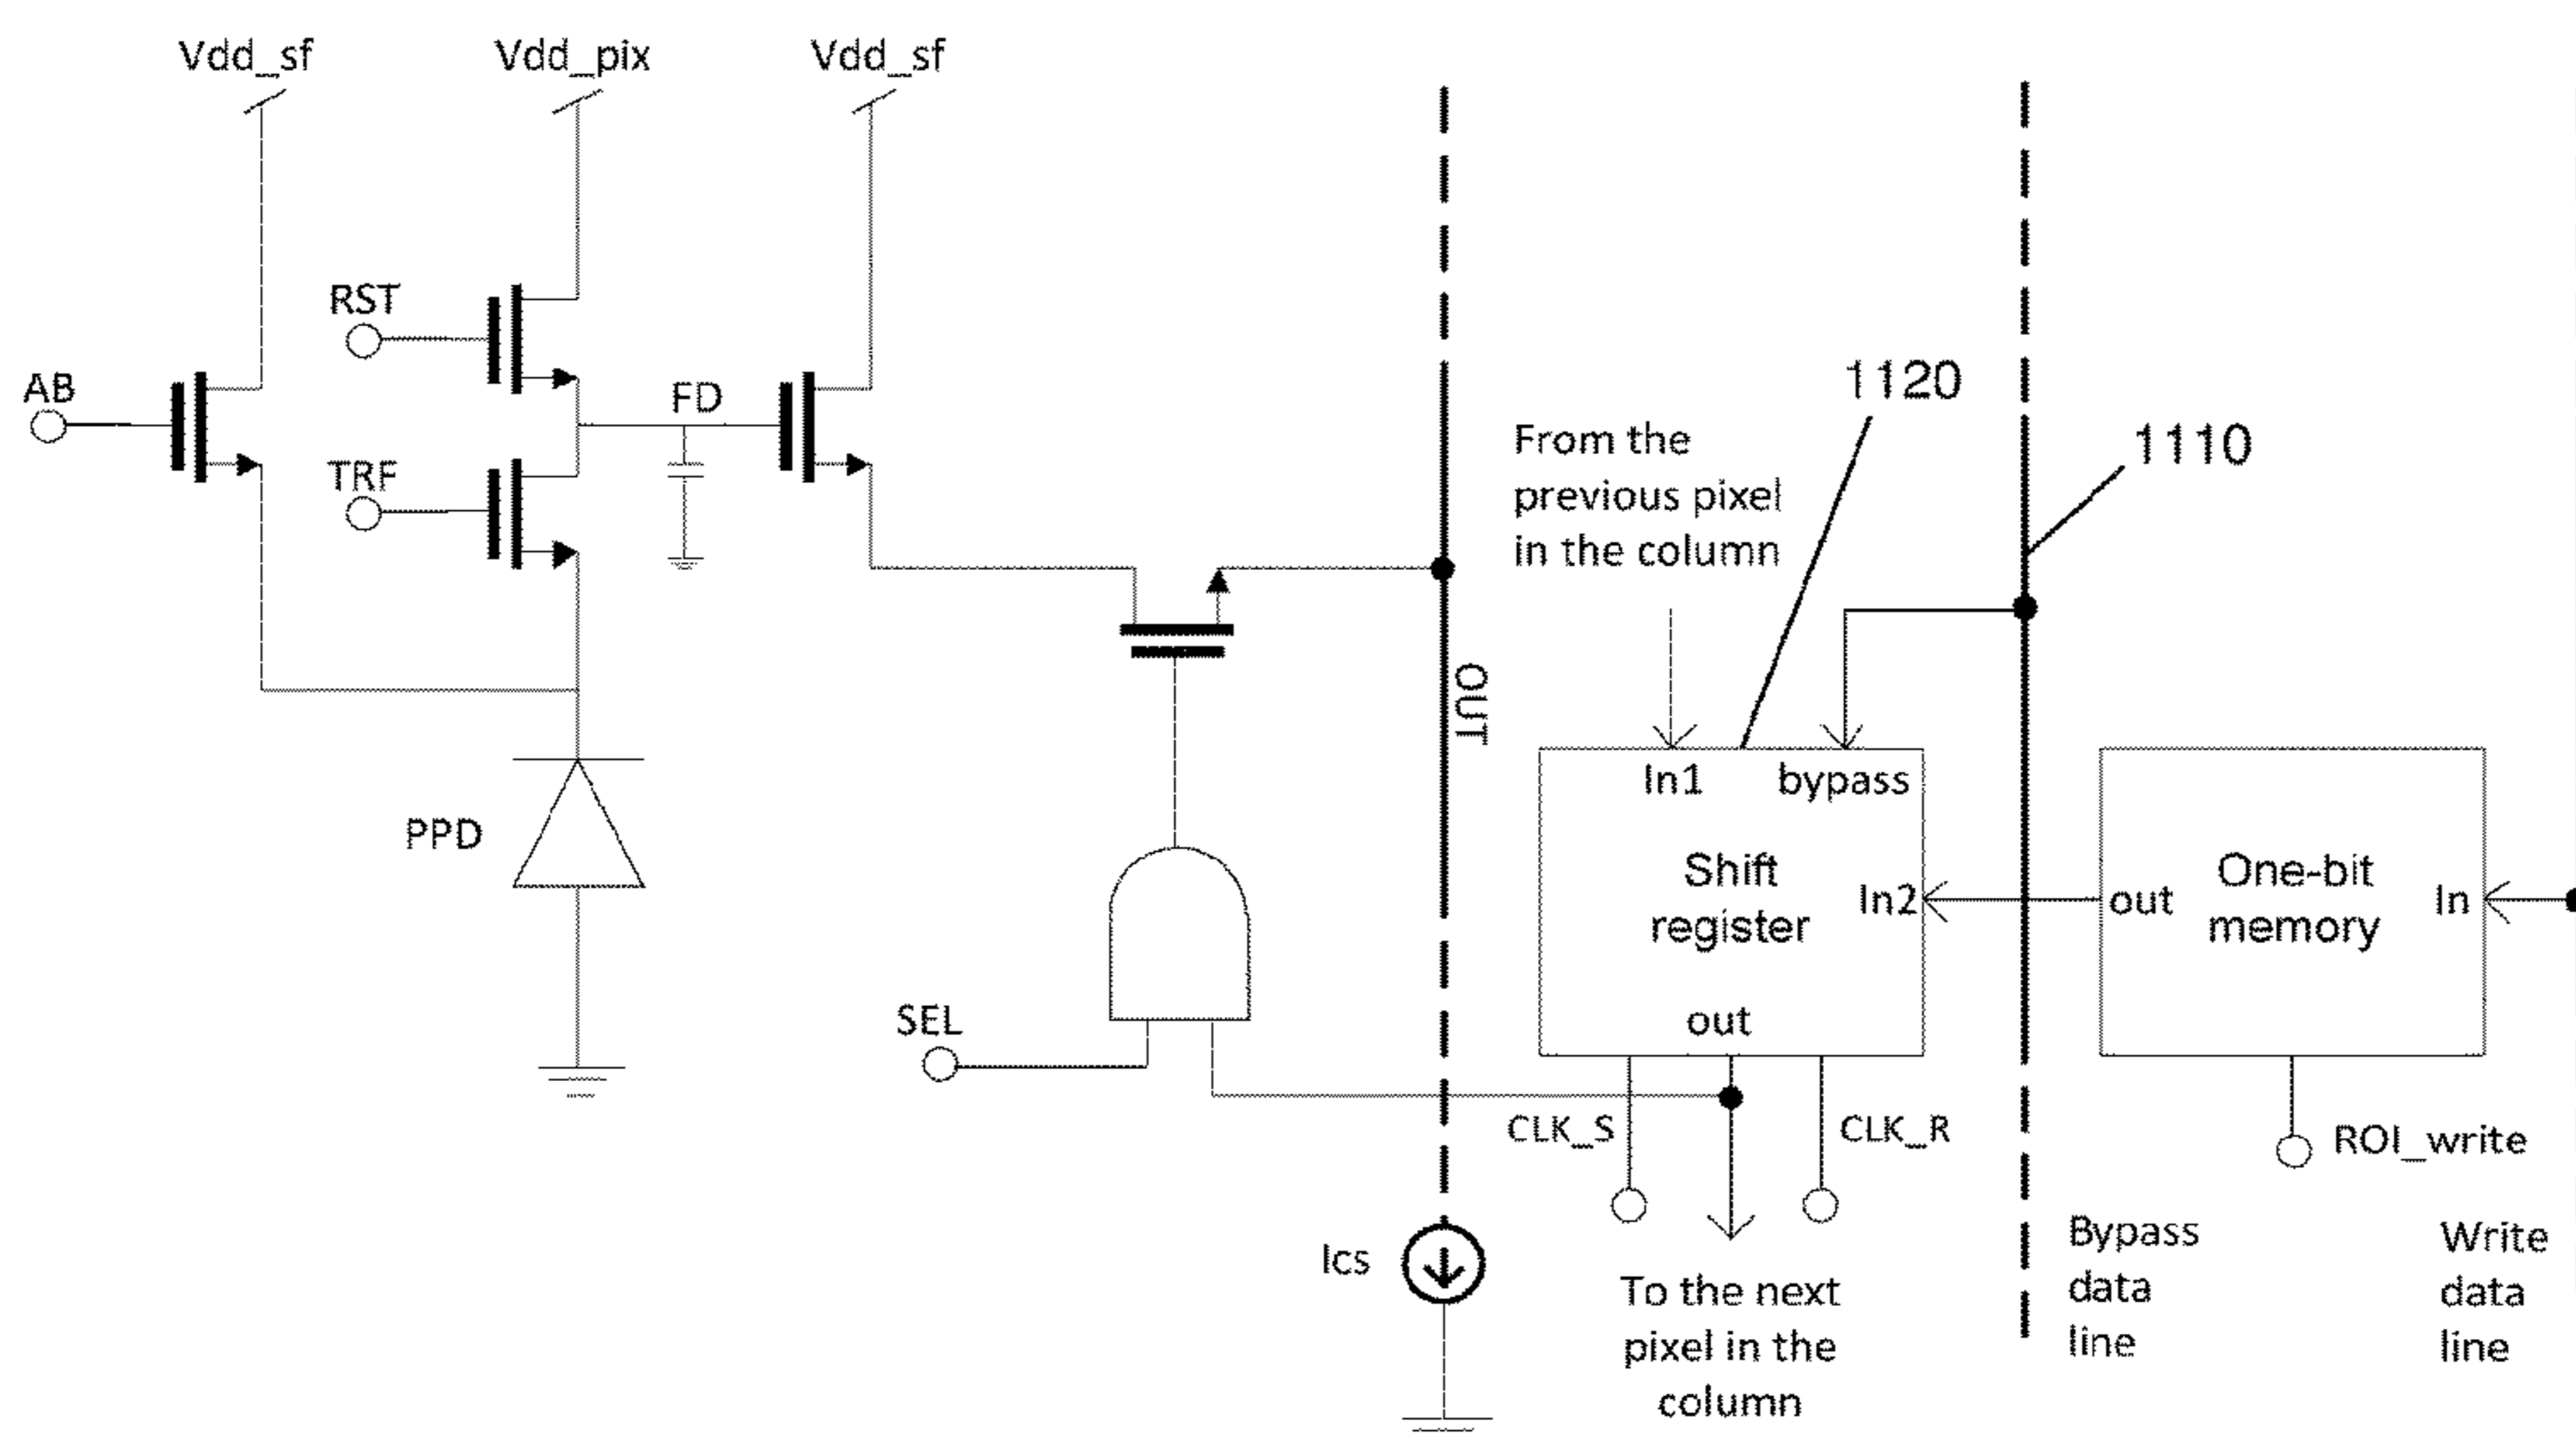 Vdd_sf
Vdd_pix
Vdd_sf
RST
AB
FD
TRF
1120
1110
From the
previous pixel
in the column
OUT
In1
bypass
PPD
Shift
register
In2
out
One-bit
memory
In
out
SEL
CLK_S
CLK_R
ROI_write
Ics
To the next
pixel in the
column
Bypass
data
line
Write
data
line